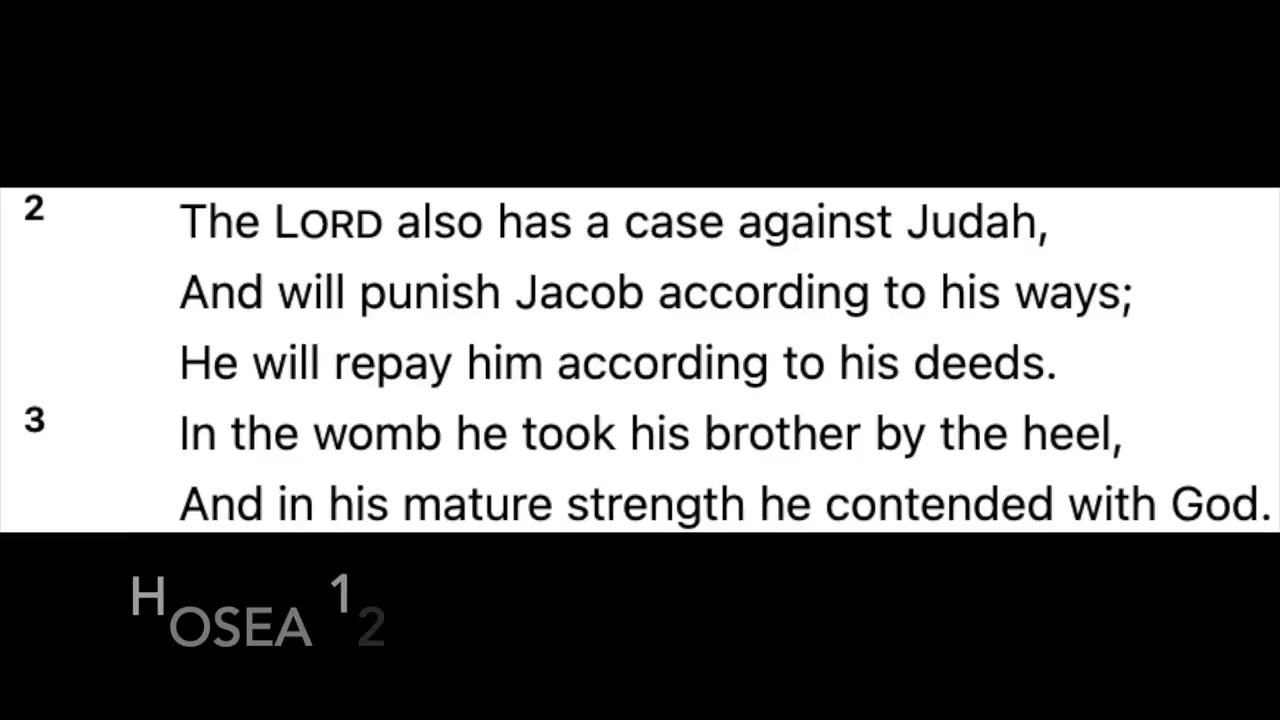 2 The LORD also has a case against Judah,
And will punish Jacob according to his ways;
He will repay him according to his deeds.
3 In the womb he took his brother by the heel,
And in his mature strength he contended with God.
HOSEA 12